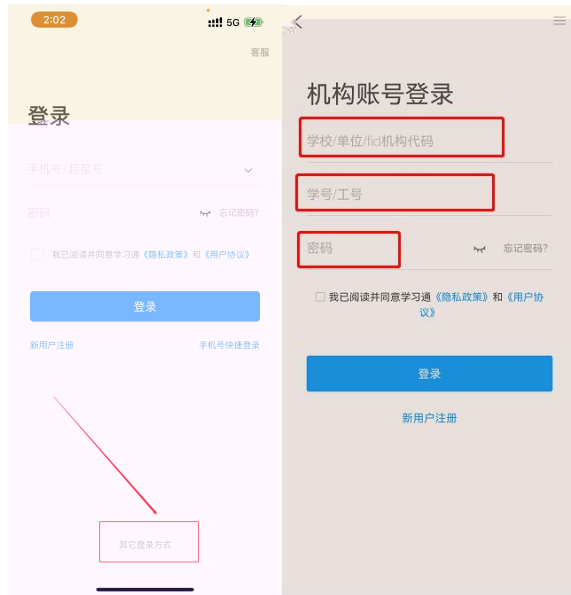 2:02
5G
客服
登录
手机号/超星号
密码
忘记密码?
我已阅读并同意学习通《隐私政策》和《用户协议》
登录
新用户注册
手机号快捷登录
其它登录方式
机构账号登录
学校/单位/fid机构代码
学号/工号
密码
忘记密码?
我已阅读并同意学习通《隐私政策》和《用户协
议》
登录
新用户注册